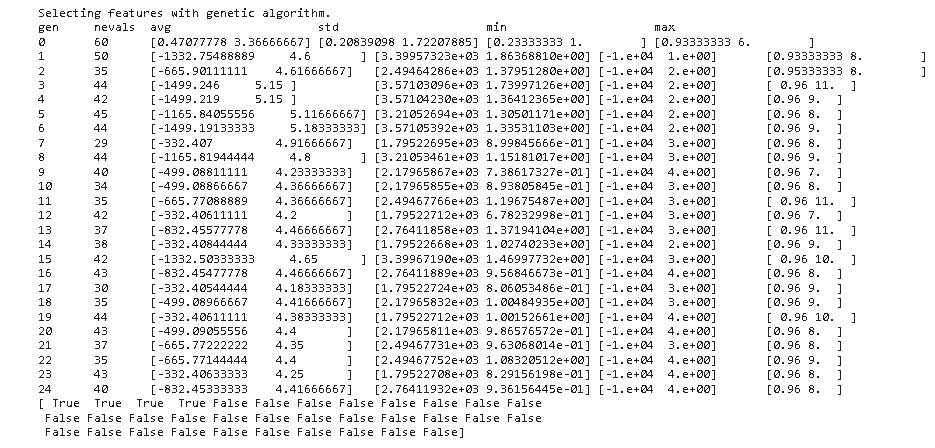 Selecting features with genetic algorithm.
gen nevals avg std min max
0 60 [0.47077778 3.36666667] [0.20839098 1.72207885] [0.23333333 1. ] [0.93333333 6. ]
1 50 [-1332.75488889 4.6 ] [3.39957323e+03 1.86368810e+00] [-1.e+04 1.e+00] [0.93333333 8. ]
2 35 [-665.90111111 4.61666667] [2.49464286e+03 1.37951280e+00] [-1.e+04 2.e+00] [0.95333333 8. ]
3 44 [-1499.246 5.15 ] [3.57103096e+03 1.73997126e+00] [-1.e+04 2.e+00] [ 0.96 11. ]
4 42 [-1499.219 5.15 ] [3.57104230e+03 1.36412365e+00] [-1.e+04 2.e+00] [0.96 9. ]
5 45 [-1165.84055556 5.11666667] [3.21052694e+03 1.30501171e+00] [-1.e+04 2.e+00] [0.96 8. ]
6 44 [-1499.19133333 5.18333333] [3.57105392e+03 1.33531103e+00] [-1.e+04 2.e+00] [0.96 9. ]
7 29 [-332.407 4.91666667] [1.79522695e+03 8.99845666e-01] [-1.e+04 3.e+00] [0.96 8. ]
8 44 [-1165.81944444 4.8 ] [3.21053461e+03 1.15181017e+00] [-1.e+04 3.e+00] [0.96 8. ]
9 40 [-499.08811111 4.23333333] [2.17965867e+03 7.38617327e-01] [-1.e+04 4.e+00] [0.96 7. ]
10 34 [-499.08866667 4.36666667] [2.17965855e+03 8.93805845e-01] [-1.e+04 3.e+00] [0.96 8. ]
11 35 [-665.77088889 4.36666667] [2.49467766e+03 1.19675487e+00] [-1.e+04 3.e+00] [ 0.96 11. ]
12 42 [-332.40611111 4.2 ] [1.79522712e+03 6.78232998e-01] [-1.e+04 3.e+00] [0.96 7. ]
13 37 [-832.45577778 4.46666667] [2.76411858e+03 1.37194104e+00] [-1.e+04 3.e+00] [ 0.96 11. ]
14 38 [-332.40844444 4.33333333] [1.79522668e+03 1.02740233e+00] [-1.e+04 2.e+00] [0.96 9. ]
15 42 [-1332.50333333 4.65 ] [3.39967190e+03 1.46997732e+00] [-1.e+04 3.e+00] [ 0.96 10. ]
16 43 [-832.45477778 4.46666667] [2.76411889e+03 9.56846673e-01] [-1.e+04 4.e+00] [0.96 8. ]
17 30 [-332.40544444 4.18333333] [1.79522724e+03 8.06053486e-01] [-1.e+04 3.e+00] [0.96 9. ]
18 35 [-499.08966667 4.41666667] [2.17965832e+03 1.00484935e+00] [-1.e+04 3.e+00] [0.96 9. ]
19 44 [-332.40611111 4.38333333] [1.79522712e+03 1.00152661e+00] [-1.e+04 4.e+00] [ 0.96 10. ]
20 43 [-499.09055556 4.4 ] [2.17965811e+03 9.86576572e-01] [-1.e+04 3.e+00] [0.96 8. ]
21 37 [-665.77222222 4.35 ] [2.49467731e+03 9.63068014e-01] [-1.e+04 3.e+00] [0.96 9. ]
22 35 [-665.77144444 4.4 ] [2.49467752e+03 1.08320512e+00] [-1.e+04 4.e+00] [0.96 9. ]
23 43 [-332.40633333 4.25 ] [1.79522708e+03 8.29156198e-01] [-1.e+04 4.e+00] [0.96 8. ]
24 40 [-832.45333333 4.41666667] [2.76411932e+03 9.36156445e-01] [-1.e+04 4.e+00] [0.96 8. ]
[ True True True True False False False False False False False False
False False False False False False False False False False False False
False False False False False False False False False False]